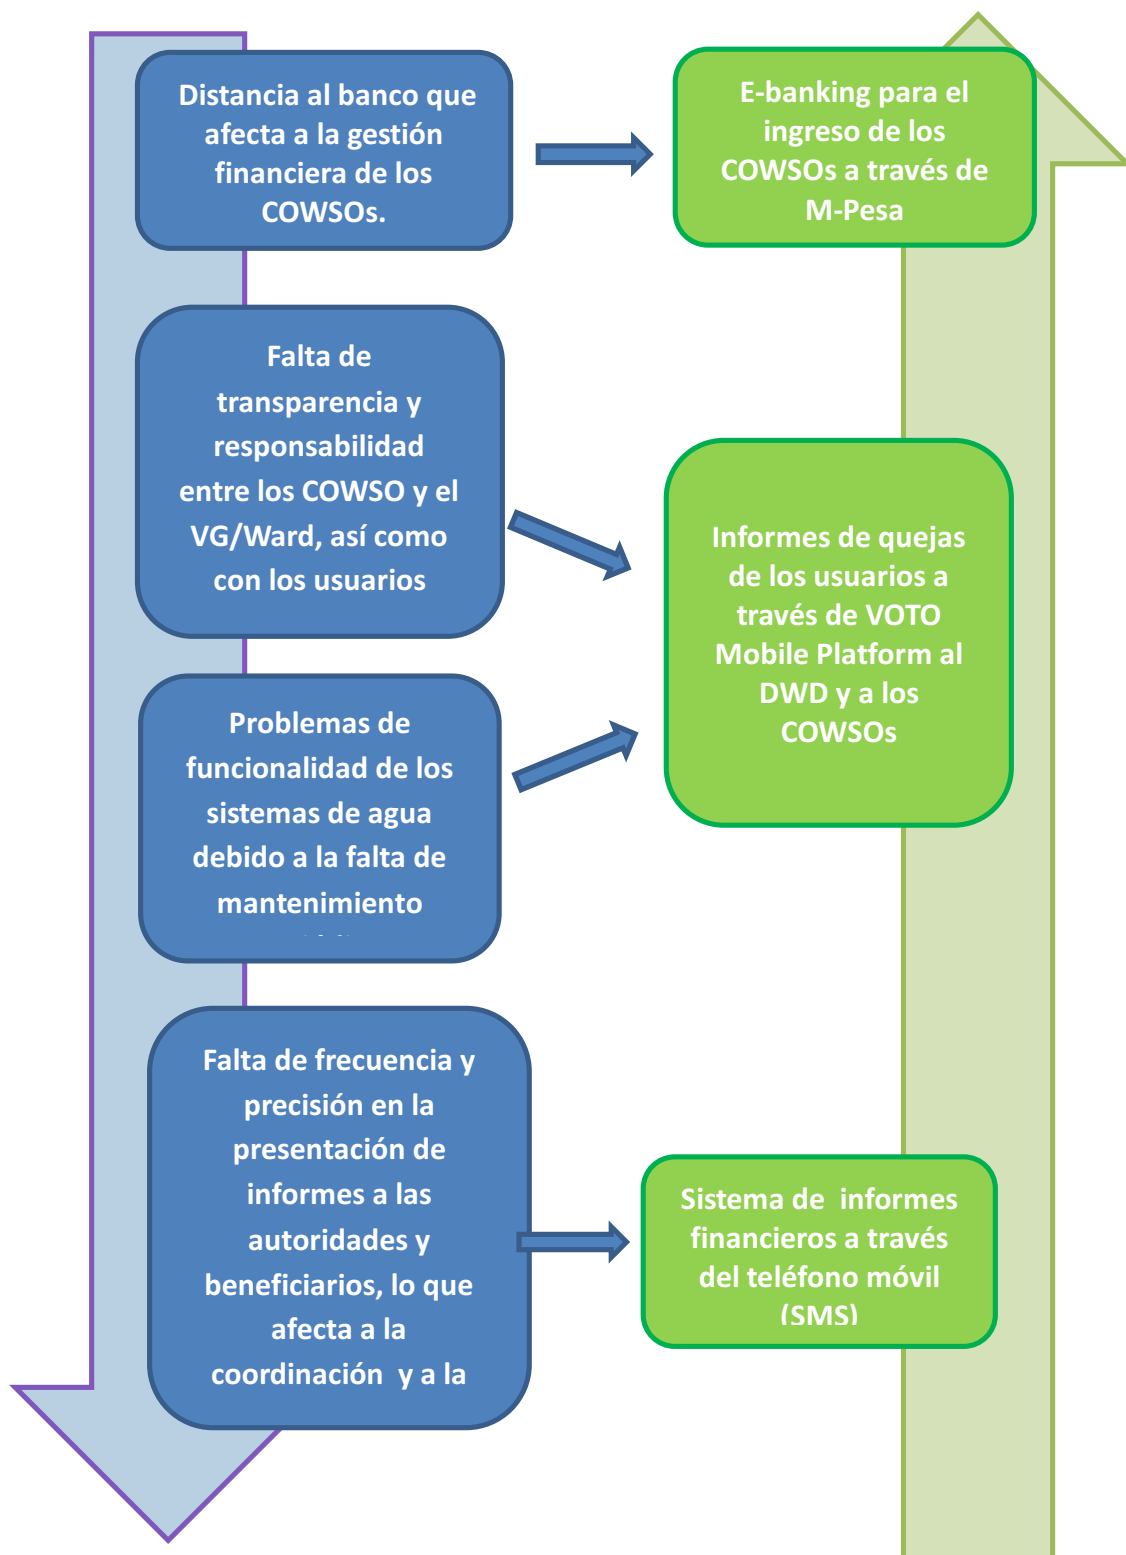 Distancia al banco que
afecta a la gestión
financiera de los
COWSOs.
E-banking para el
ingreso de los
COWSOs a través de
M-Pesa
Falta de
transparencia y
responsabilidad
entre los COWSO y el
VG/Ward, así como
con los usuarios
Informes de quejas
de los usuarios a
través de VOTO
Mobile Platform al
DWD y a los
COWSOs
Problemas de
funcionalidad de los
sistemas de agua
debido a la falta de
mantenimiento
Falta de frecuencia y
precisión en la
presentación de
informes a las
autoridades y
beneficiarios, lo que
afecta a la
coordinación y a la
Sistema de informes
financieros a través
del teléfono móvil
(SMS)